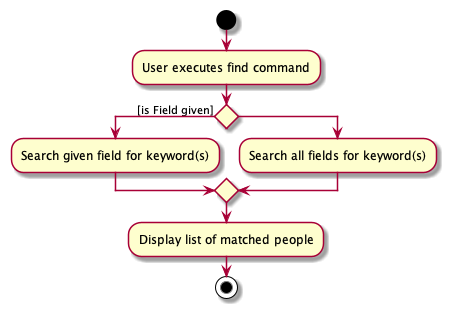 User executes find command
[is Field given]
Search given field for keyword(s)
Search all fields for keyword(s)
Display list of matched people